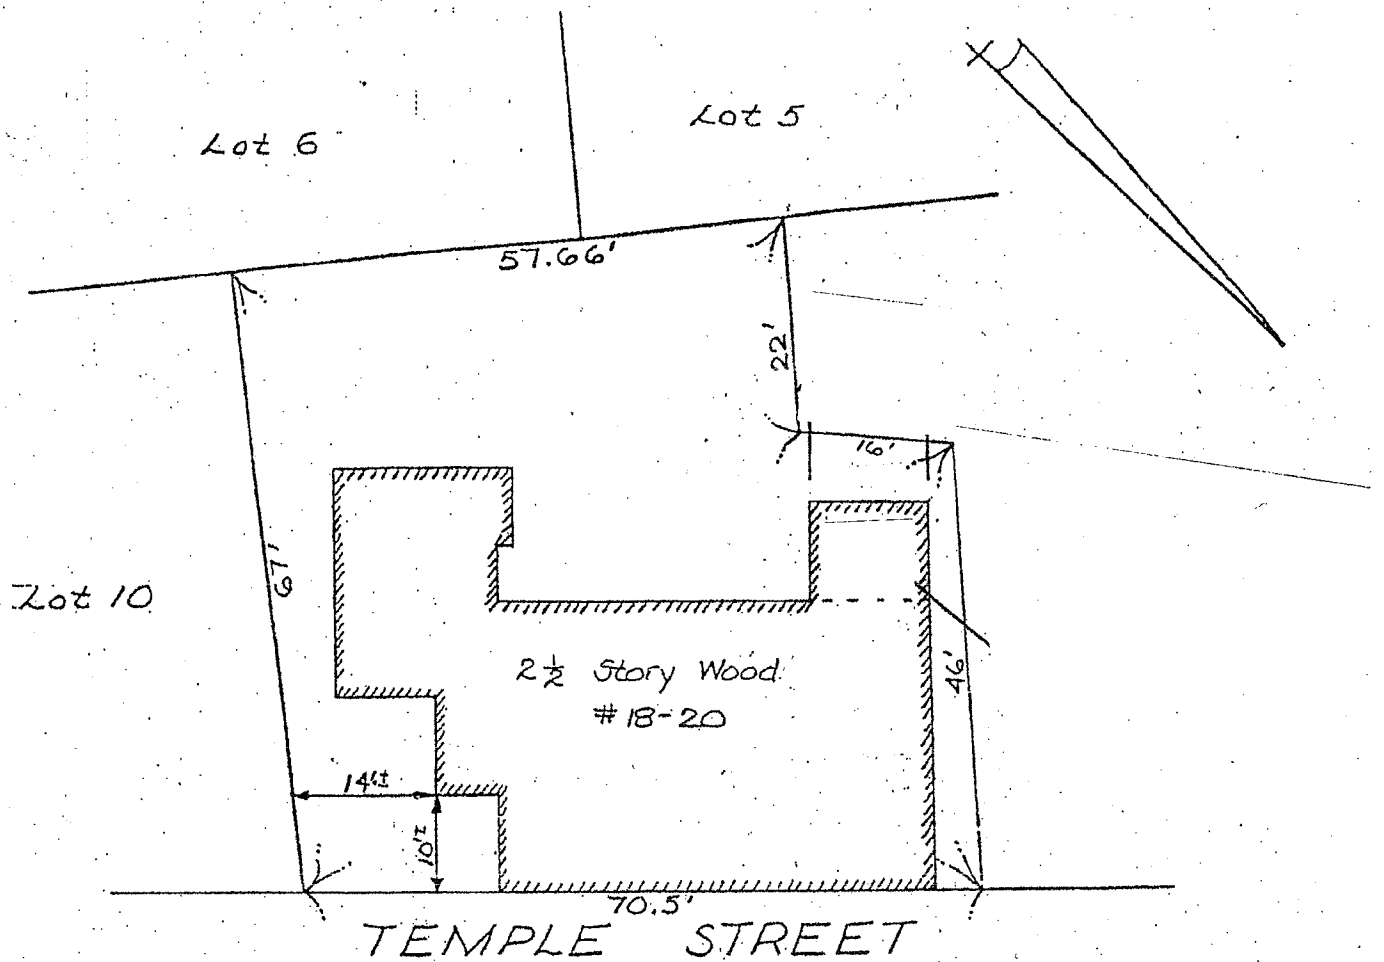 Lot 6
Lot 5
57.66'
22'
16'
67'
Lot 10
2½ Story Wood
#18-20
46'
14'±
10'±
70.5'
TEMPLE STREET